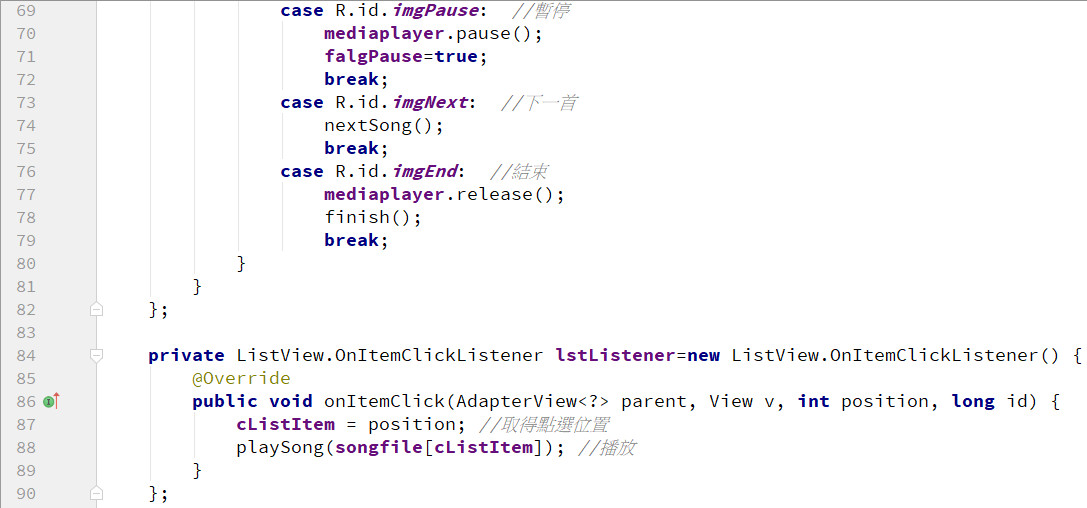 69 case R.id.imgPause: //暫停
70 mediaplayer.pause();
71 falgPause=true;
72 break;
73 case R.id.imgNext: //下一首
74 nextSong();
75 break;
76 case R.id.imgEnd: //結束
77 mediaplayer.release();
78 finish();
79 break;
80 }
81 }
82 };
83
84 private ListView.OnItemClickListener lstListener=new ListView.OnItemClickListener() {
85 @Override
86 public void onItemClick(AdapterView<?> parent, View v, int position, long id) {
87 cListItem = position; //取得點選位置
88 playSong(songfile[cListItem]); //播放
89 }
90 };